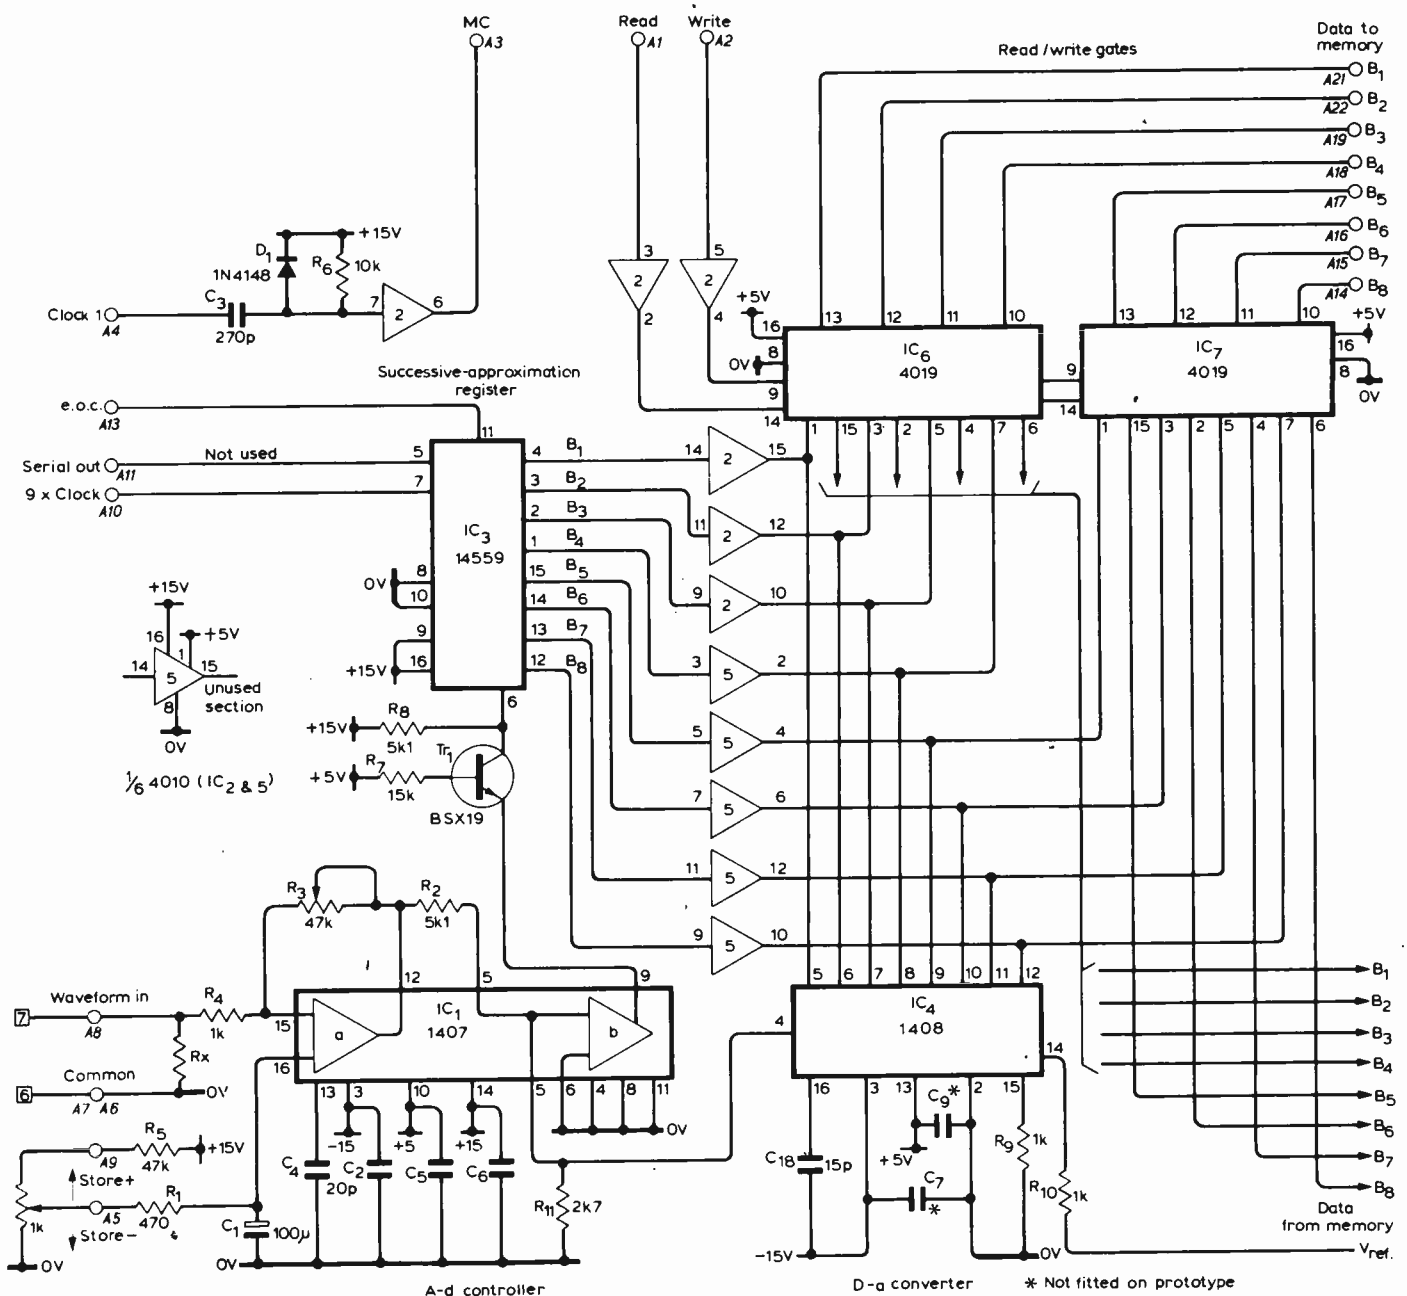 MC
A3
Read
A1
Write
A2
Read/write gates
Data to
memory
A21 B1
A22 B2
A19 B3
A18 B4
A17 B5
A16 B6
A15 B7
A14 B8
+5V
16
8
0V
+15V
D1
1N4148
R6
10k
Clock 1
A4
C3
270p
7
2
6
3
2
2
5
2
4
+5V
16
8
0V
9
14
13
12
11
10
IC6
4019
9
14
13
12
11
10
IC7
4019
1
15
3
2
5
4
7
6
1
15
3
2
5
4
7
6
Successive-approximation
register
e.o.c.
A13
11
Serial out
A11
Not used
5
9 x Clock
A10
7
IC3
14559
4 B1
3 B2
2 B3
1 B4
15 B5
14 B6
13 B7
12 B8
0V
8
10
9
+15V
16
6
14 2 15
11 2 12
9 2 10
3 5 2
5 5 4
7 5 6
11 5 12
9 5 10
+15V
16
1
+5V
14
5
15
8
0V
Unused
section
1/6 4010 (IC2 & 5)
+15V
R8
5k1
Tr1
+5V
R7
15k
BSX19
R3
47k
R2
5k1
12
5
9
7
Waveform in
A8
R4
1k
15
a
IC1
1407
b
Rx
16
6
Common
A7 A6
0V
13
3
10
14
5
6
4
8
11
0V
-15
+5
+15
R5
47k
+15V
A9
Store+
1k
A5
Store-
R1
470
C1
100µ
0V
0V
C4
20p
C2
C5
C6
R11
2k7
A-d controller
5
6
7
8
9
10
11
12
4
IC4
1408
14
16
3
13
2
15
C9*
+5V
C18
15p
C7
*
R9
1k
R10
1k
-15V
0V
Vref.
D-a converter
* Not fitted on prototype
B1
B2
B3
B4
B5
B6
B7
B8
Data
from memory